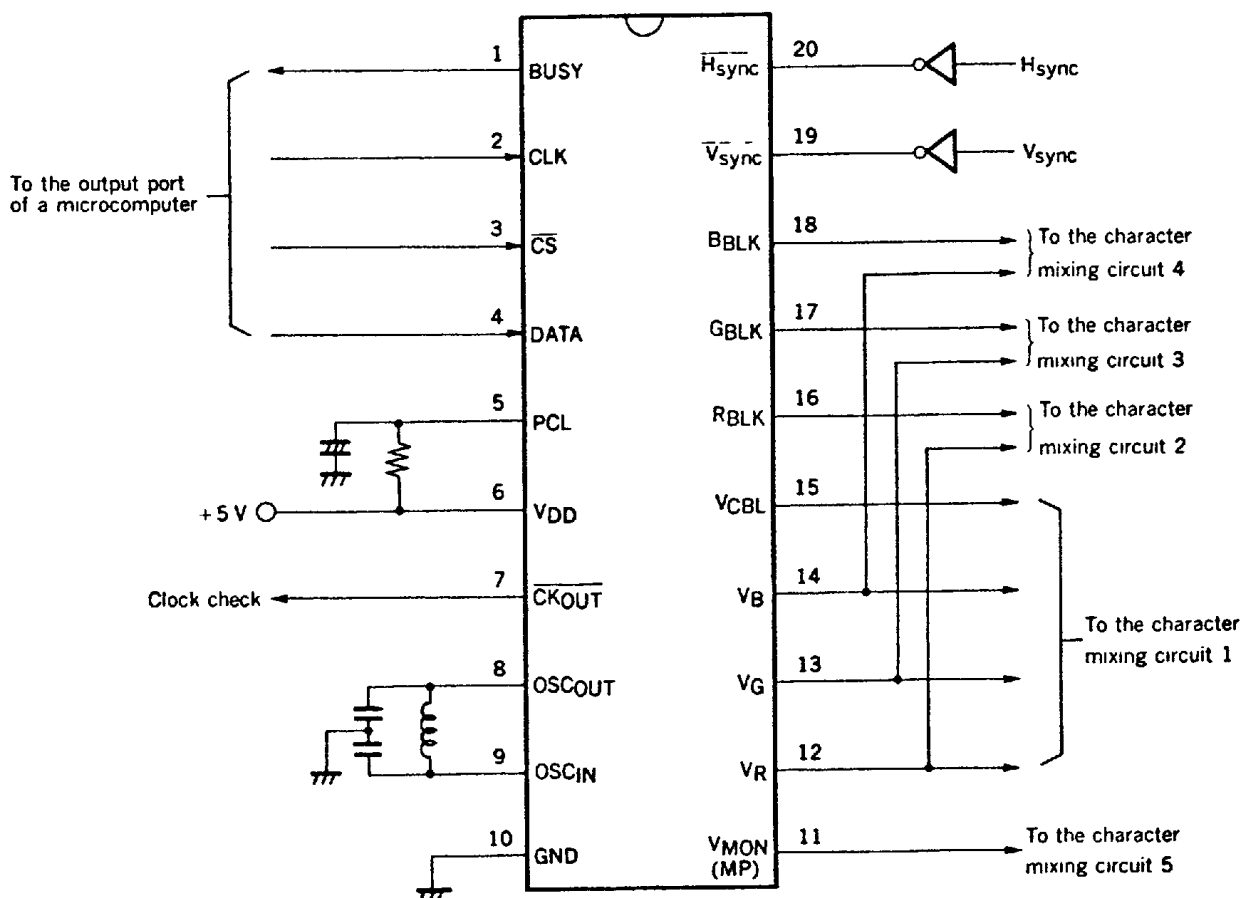 1
BUSY
2
CLK
To the output port
of a microcomputer
3
C̅S̅
4
DATA
5
PCL
6
+5 V
VDD
7
Clock check
C̅K̅O̅U̅T̅
8
OSCOUT
9
OSCIN
10
GND
20
H̅s̅y̅n̅c̅
Hsync
19
V̅s̅y̅n̅c̅
Vsync
18
BBLK
To the character
mixing circuit 4
17
GBLK
To the character
mixing circuit 3
16
RBLK
To the character
mixing circuit 2
15
VCBL
14
VB
To the character
mixing circuit 1
13
VG
12
VR
11
VMON
(MP)
To the character
mixing circuit 5